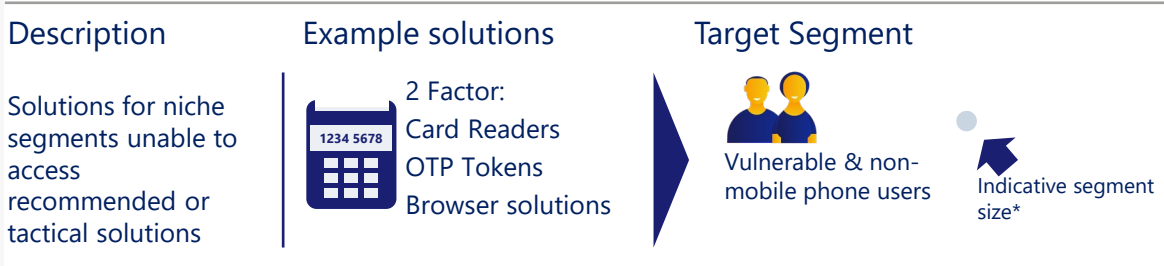 Description
Example solutions
Target Segment
Solutions for niche
segments unable to
access
recommended or
tactical solutions
1234 5678
2 Factor:
Card Readers
OTP Tokens
Browser solutions
Vulnerable & non-
mobile phone users
Indicative segment
size*